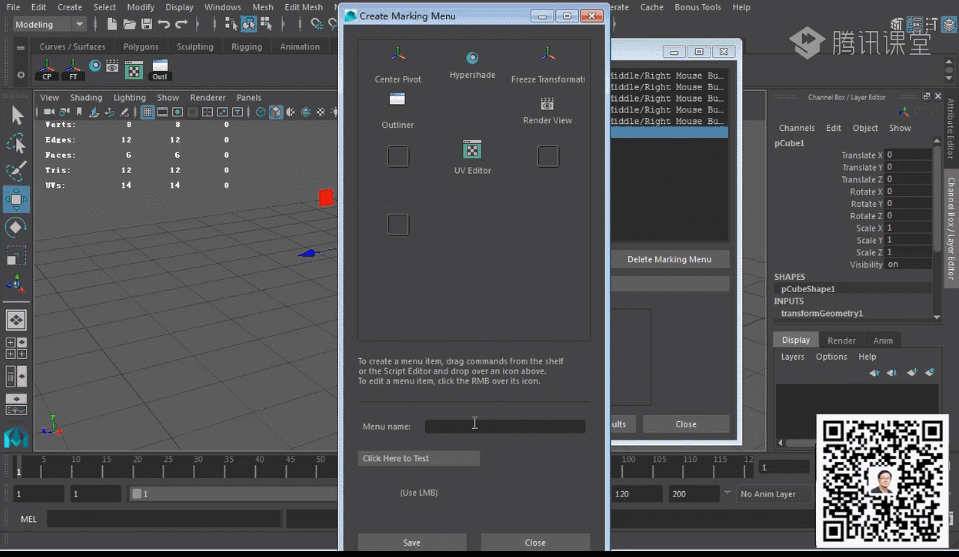 File Edit Create Select Modify Display Windows Mesh Edit Mesh
Create Marking Menu
Cache Bonus Tools Help
Modeling
腾讯课堂
Curves / Surfaces Polygons Sculpting Rigging Animation
CP FT Outl
View Shading Lighting Show Renderer Panels
Verts: 8 8 0
Edges: 12 12 0
Faces: 6 6 0
Tris: 12 12 0
UVs: 14 14 0
Center Pivot
Hypershade
Freeze Transformati
Outliner
Render View
UV Editor
To create a menu item, drag commands from the shelf
or the Script Editor and drop over an icon above.
To edit a menu item, click the RMB over its icon.
Menu name:
Click Here to Test
(Use LMB)
Save Close
Middle/Right Mouse Bu...
Middle/Right Mouse Bu...
Middle/Right Mouse Bu...
Middle/Right Mouse Bu...
Middle/Right Mouse Bu...
Delete Marking Menu
Close
Channel Box / Layer Editor
Channels Edit Object Show
pCube1
Translate X 0
Translate Y 0
Translate Z 0
Rotate X 0
Rotate Y 0
Rotate Z 0
Scale X 1
Scale Y 1
Scale Z 1
Visibility on
SHAPES
pCubeShape1
INPUTS
transformGeometry1
Display Render Anim
Layers Options Help
Attribute Editor
Channel Box / Layer Editor
1 5 10 15 20 25 30 35 40 45 50
100 105 110 115 12
1
1 1 1
120 200 No Anim Layer
MEL